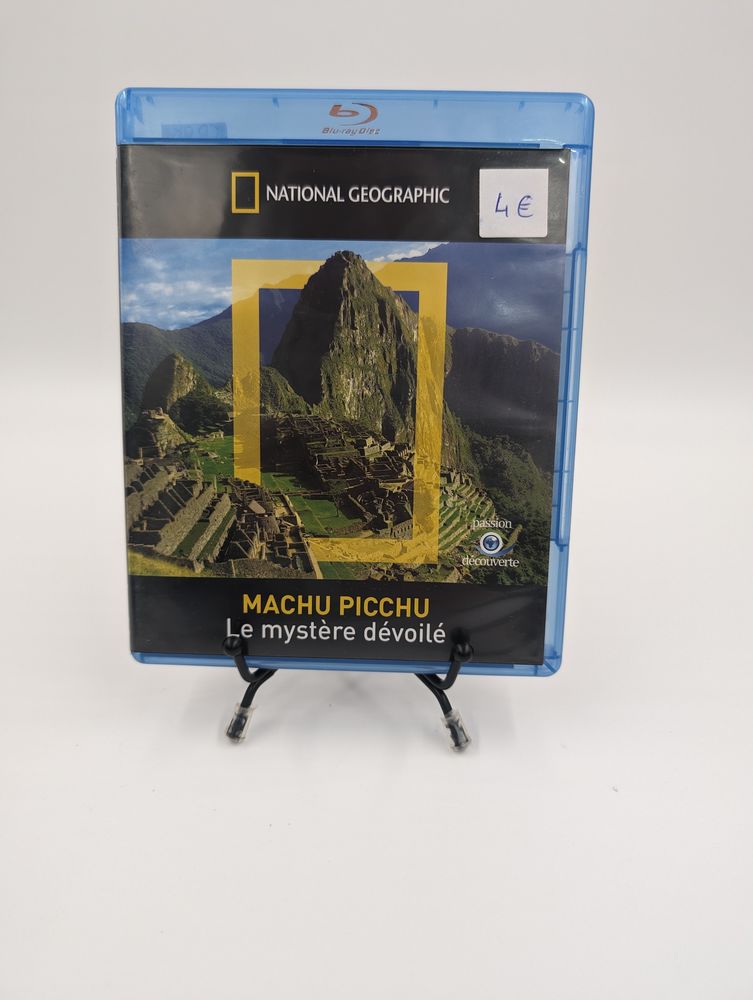 Blu-ray Disc
NATIONAL GEOGRAPHIC
4€
passion
découverte
MACHU PICCHU
Le mystère dévoilé